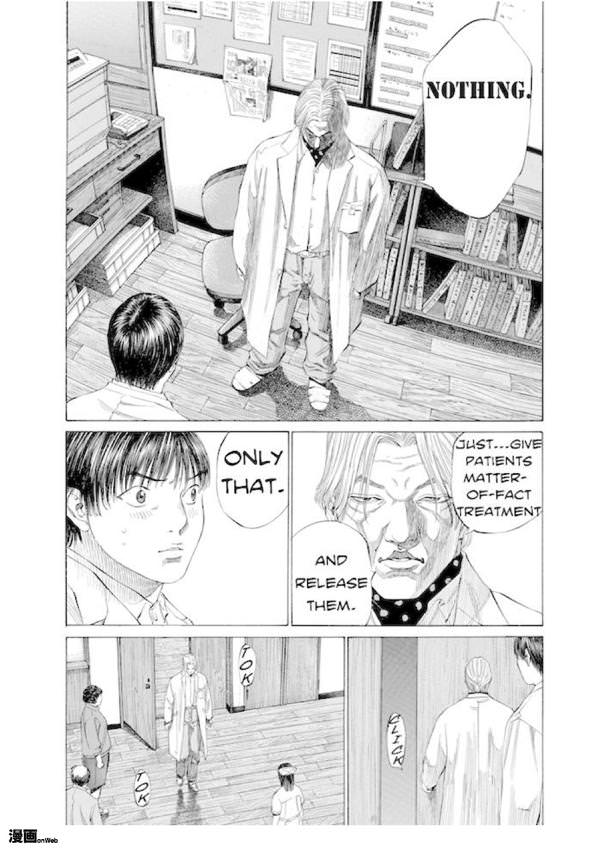 NOTHING.
JUST...GIVE
PATIENTS
MATTER-
OF-FACT
TREATMENT
AND
RELEASE
THEM.
ONLY
THAT.
CLICK
TOK
TOK
漫画onWeb